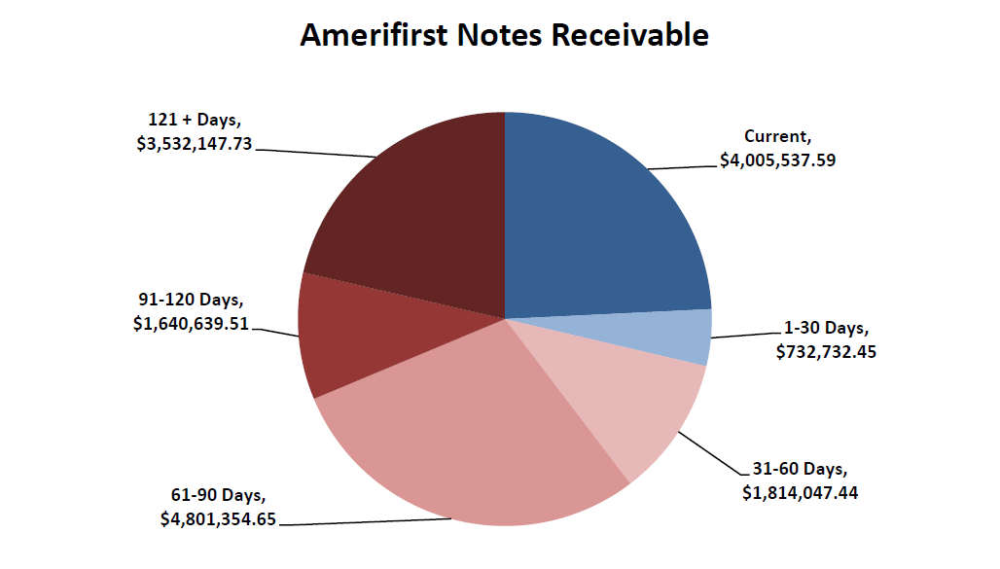 Amerifirst Notes Receivable
121 + Days,
$3,532,147.73
Current,
$4,005,537.59
91-120 Days,
$1,640,639.51
1-30 Days,
$732,732.45
31-60 Days,
$1,814,047.44
61-90 Days,
$4,801,354.65